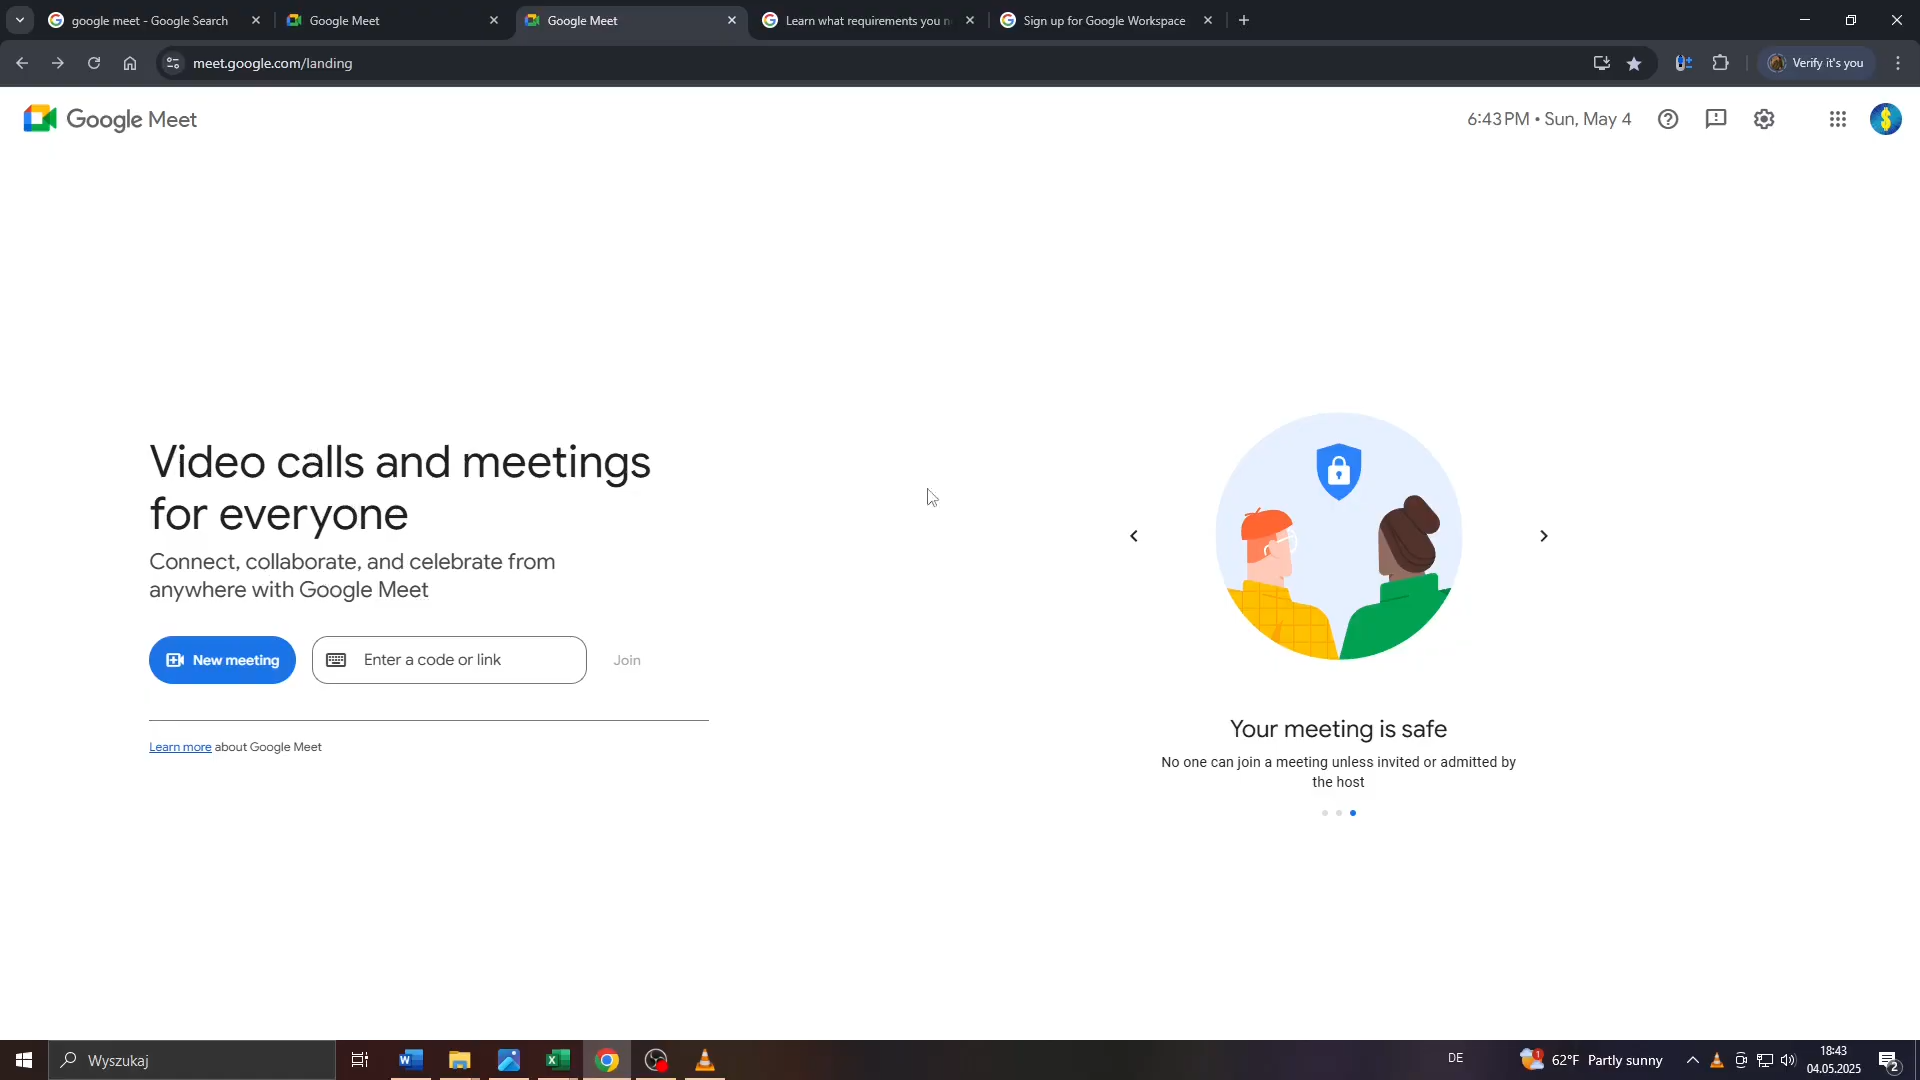 google meet - Google Search
Google Meet
Google Meet
Learn what requirements you n
Sign up for Google Workspace
meet.google.com/landing
Verify it's you
Google Meet
6:43 PM • Sun, May 4
Video calls and meetings
for everyone
Connect, collaborate, and celebrate from
anywhere with Google Meet
New meeting
Enter a code or link
Join
Learn more about Google Meet
Your meeting is safe
No one can join a meeting unless invited or admitted by
the host
Wyszukaj
DE
1
62°F Partly sunny
18:43
04.05.2025
2